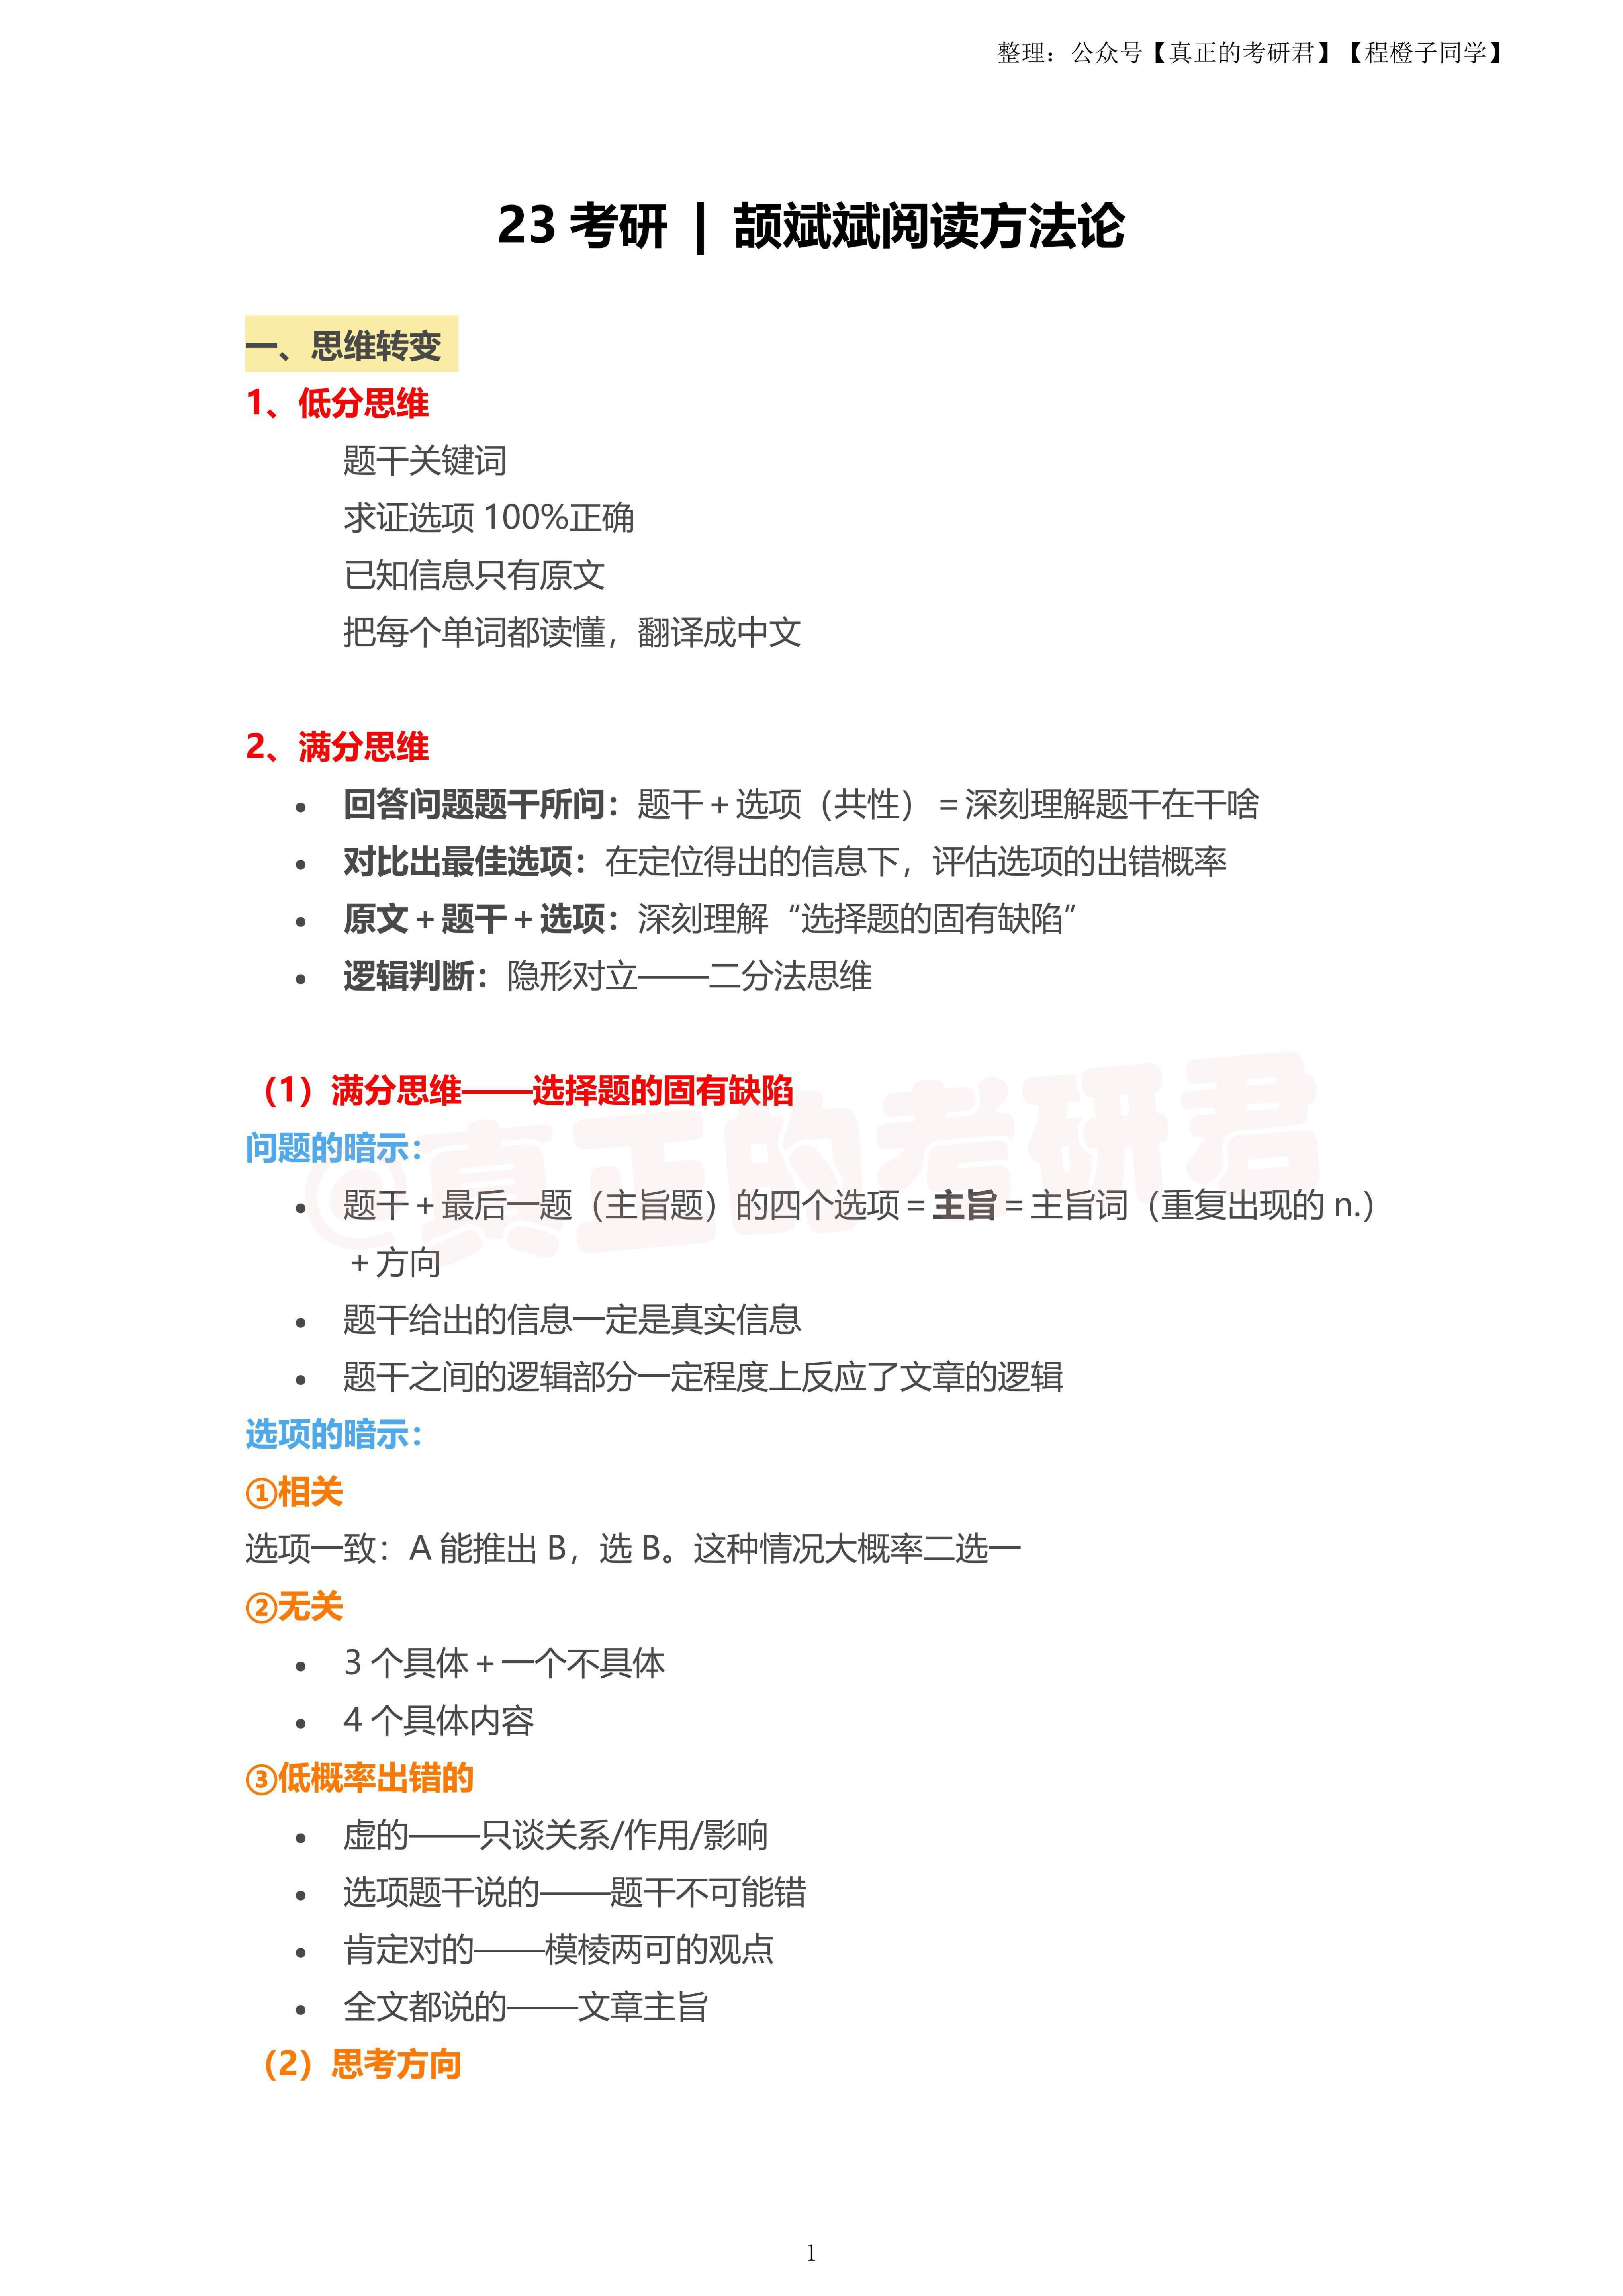 整理：公众号【真正的考研君】【程橙子同学】
23 考研 | 颉斌斌阅读方法论
一、思维转变
1、低分思维
题干关键词
求证选项 100%正确
已知信息只有原文
把每个单词都读懂，翻译成中文
2、满分思维
• 回答问题题干所问：题干＋选项（共性）＝深刻理解题干在干啥
• 对比出最佳选项：在定位得出的信息下，评估选项的出错概率
• 原文＋题干＋选项：深刻理解“选择题的固有缺陷”
• 逻辑判断：隐形对立——二分法思维
（1）满分思维——选择题的固有缺陷
问题的暗示：
• 题干＋最后一题（主旨题）的四个选项＝主旨＝主旨词（重复出现的 n.）
＋方向
• 题干给出的信息一定是真实信息
• 题干之间的逻辑部分一定程度上反应了文章的逻辑
选项的暗示：
①相关
选项一致：A 能推出 B，选 B。这种情况大概率二选一
②无关
• 3 个具体＋一个不具体
• 4 个具体内容
③低概率出错的
• 虚的——只谈关系/作用/影响
• 选项题干说的——题干不可能错
• 肯定对的——模棱两可的观点
• 全文都说的——文章主旨
（2）思考方向
@真正的考研君
1